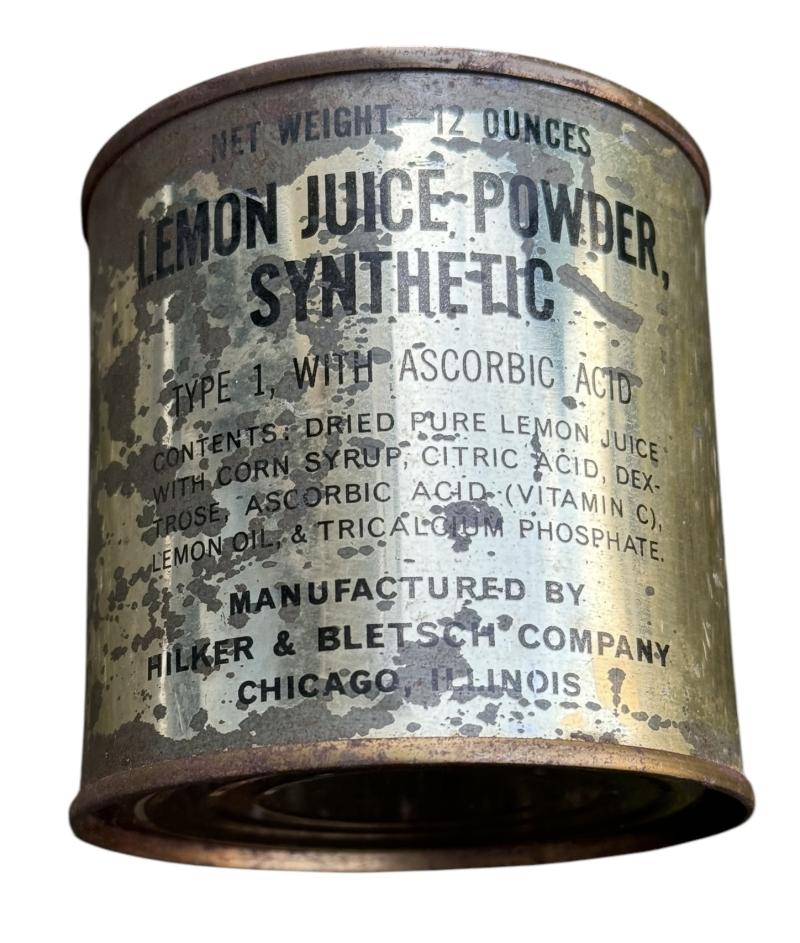 NET WEIGHT—12 OUNCES
LEMON JUICE POWDER,
SYNTHETIC
TYPE 1, WITH ASCORBIC ACID
CONTENTS: DRIED PURE LEMON JUICE
WITH CORN SYRUP, CITRIC ACID, DEX-
TROSE, ASCORBIC ACID (VITAMIN C),
LEMON OIL, & TRICALCIUM PHOSPHATE.
MANUFACTURED BY
HILKER & BLETSCH COMPANY
CHICAGO, ILLINOIS